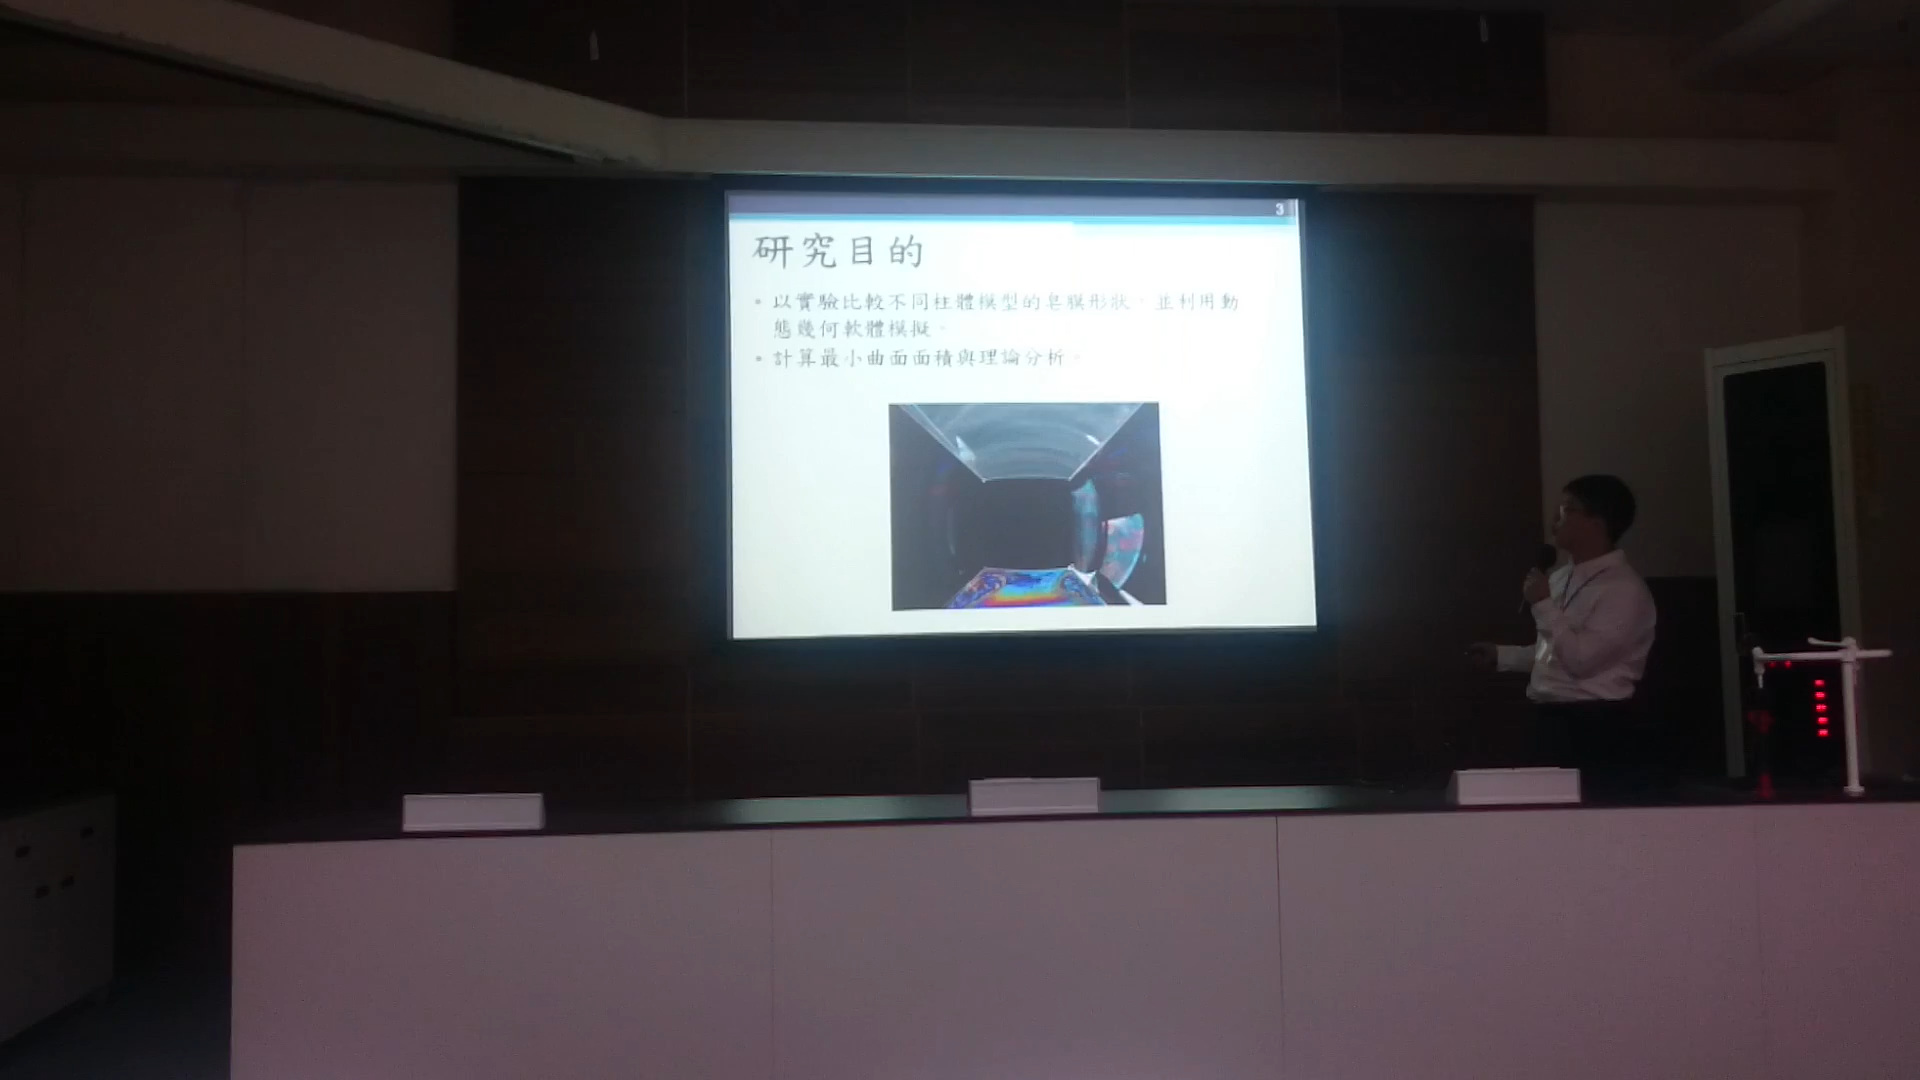 3
研究目的
• 以實驗比較不同柱體模型的皂膜形狀，並利用動
態幾何軟體模擬。
• 計算最小曲面面積與理論分析。